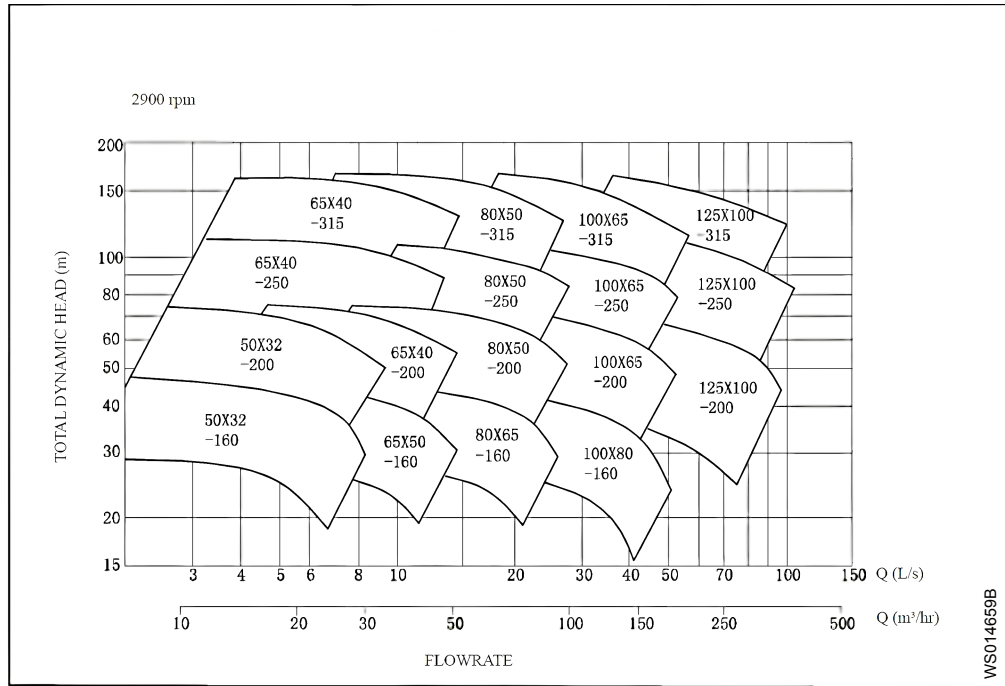 2900 rpm
TOTAL DYNAMIC HEAD (m)
200
150
100
80
60
50
40
30
20
15
65X40
-315
80X50
-315
100X65
-315
125X100
-315
65X40
-250
80X50
-250
100X65
-250
125X100
-250
50X32
-200
65X40
-200
80X50
-200
100X65
-200
125X100
-200
50X32
-160
65X50
-160
80X65
-160
100X80
-160
3 4 5 6 8 10 20 30 40 50 70 100 150 Q (L/s)
10 20 30 50 100 150 250 500 Q (m³/hr)
FLOWRATE
WS014659B